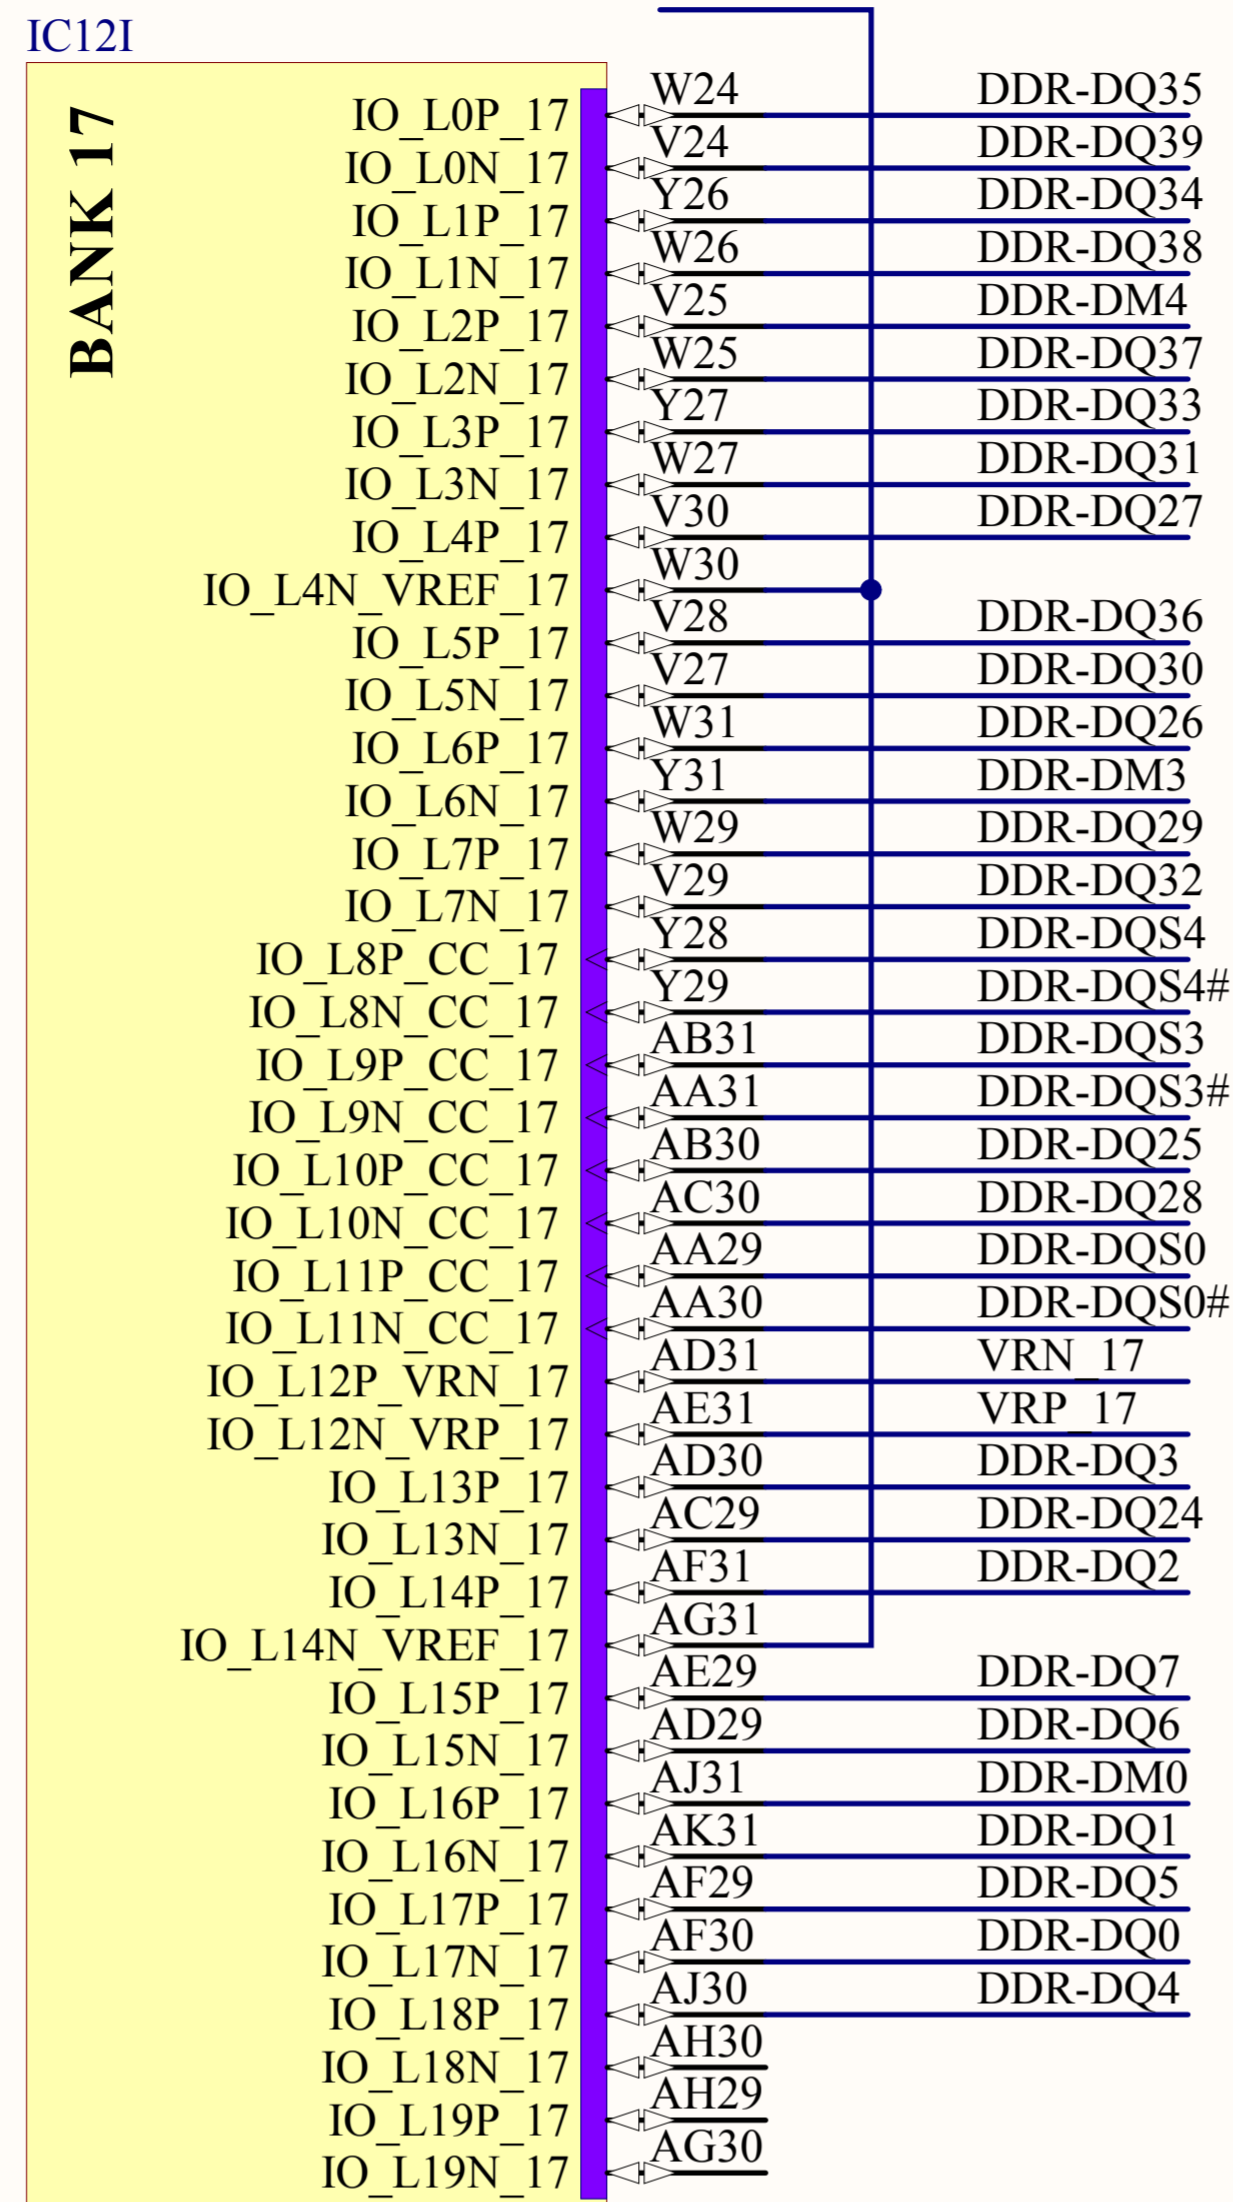 IC12I
BANK 17
IO_L0P_17 W24 DDR-DQ35
IO_L0N_17 V24 DDR-DQ39
IO_L1P_17 Y26 DDR-DQ34
IO_L1N_17 W26 DDR-DQ38
IO_L2P_17 V25 DDR-DM4
IO_L2N_17 W25 DDR-DQ37
IO_L3P_17 Y27 DDR-DQ33
IO_L3N_17 W27 DDR-DQ31
IO_L4P_17 V30 DDR-DQ27
IO_L4N_VREF_17 W30
IO_L5P_17 V28 DDR-DQ36
IO_L5N_17 V27 DDR-DQ30
IO_L6P_17 W31 DDR-DQ26
IO_L6N_17 Y31 DDR-DM3
IO_L7P_17 W29 DDR-DQ29
IO_L7N_17 V29 DDR-DQ32
IO_L8P_CC_17 Y28 DDR-DQS4
IO_L8N_CC_17 Y29 DDR-DQS4#
IO_L9P_CC_17 AB31 DDR-DQS3
IO_L9N_CC_17 AA31 DDR-DQS3#
IO_L10P_CC_17 AB30 DDR-DQ25
IO_L10N_CC_17 AC30 DDR-DQ28
IO_L11P_CC_17 AA29 DDR-DQS0
IO_L11N_CC_17 AA30 DDR-DQS0#
IO_L12P_VRN_17 AD31 VRN_17
IO_L12N_VRP_17 AE31 VRP_17
IO_L13P_17 AD30 DDR-DQ3
IO_L13N_17 AC29 DDR-DQ24
IO_L14P_17 AF31 DDR-DQ2
IO_L14N_VREF_17 AG31
IO_L15P_17 AE29 DDR-DQ7
IO_L15N_17 AD29 DDR-DQ6
IO_L16P_17 AJ31 DDR-DM0
IO_L16N_17 AK31 DDR-DQ1
IO_L17P_17 AF29 DDR-DQ5
IO_L17N_17 AF30 DDR-DQ0
IO_L18P_17 AJ30 DDR-DQ4
IO_L18N_17 AH30
IO_L19P_17 AH29
IO_L19N_17 AG30